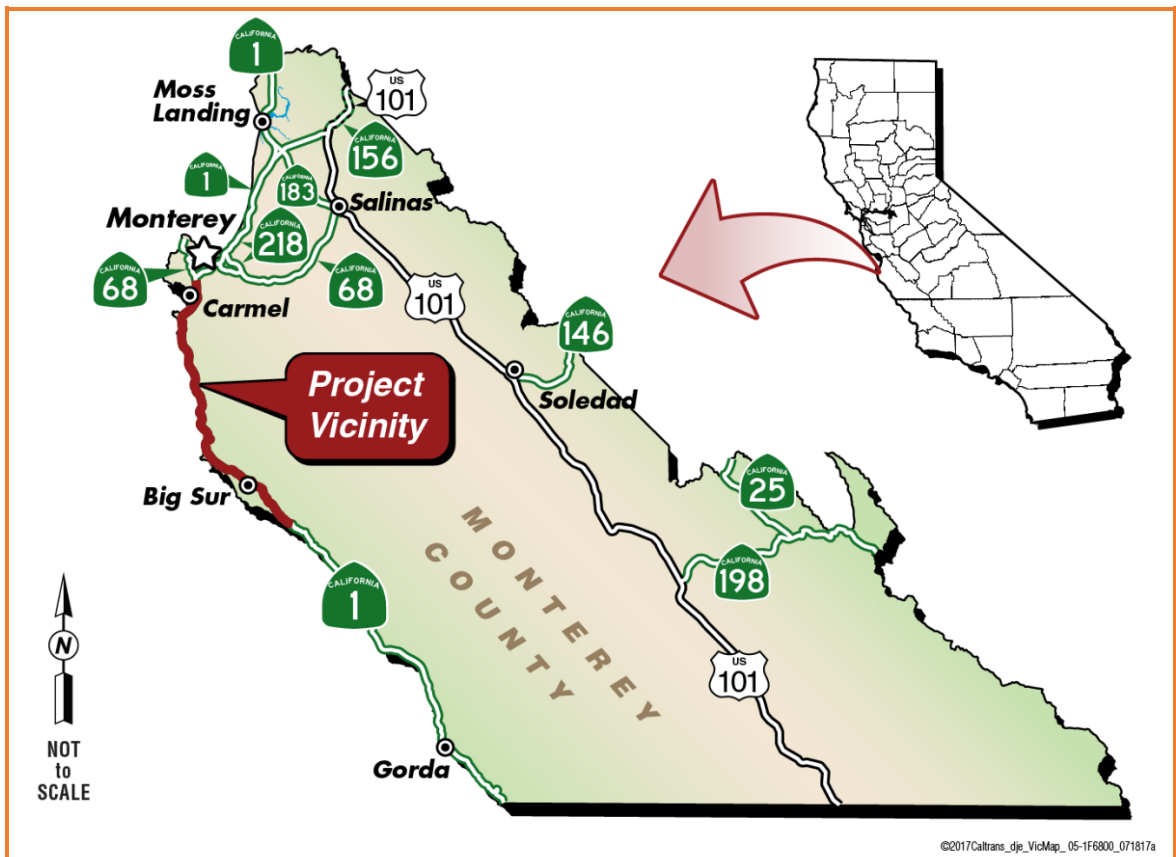 CALIFORNIA
1
Moss
Landing
US
101
CALIFORNIA
156
CALIFORNIA
1
CALIFORNIA
183
Salinas
Monterey
CALIFORNIA
218
CALIFORNIA
68
CALIFORNIA
68
Carmel
US
101
CALIFORNIA
146
Project
Vicinity
Soledad
Big Sur
CALIFORNIA
25
MONTEREY
COUNTY
CALIFORNIA
198
CALIFORNIA
1
N
US
101
NOT
to
SCALE
Gorda
©2017Caltrans_dje_VicMap_ 05-1F6800_071817a